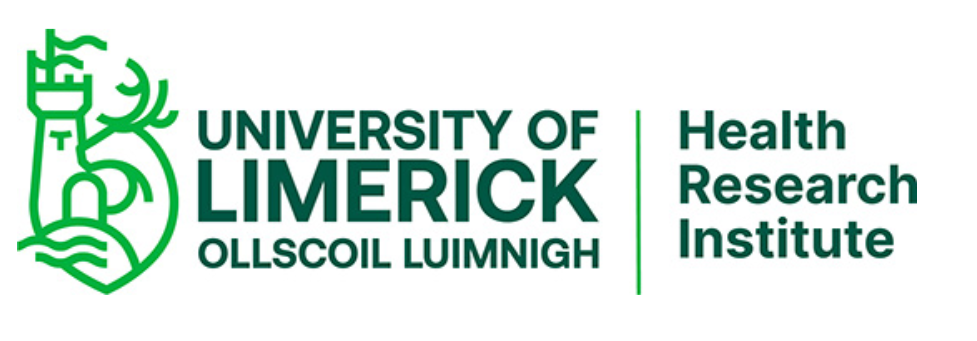 UNIVERSITY OF
LIMERICK
OLLSCOIL LUIMNIGH
Health
Research
Institute